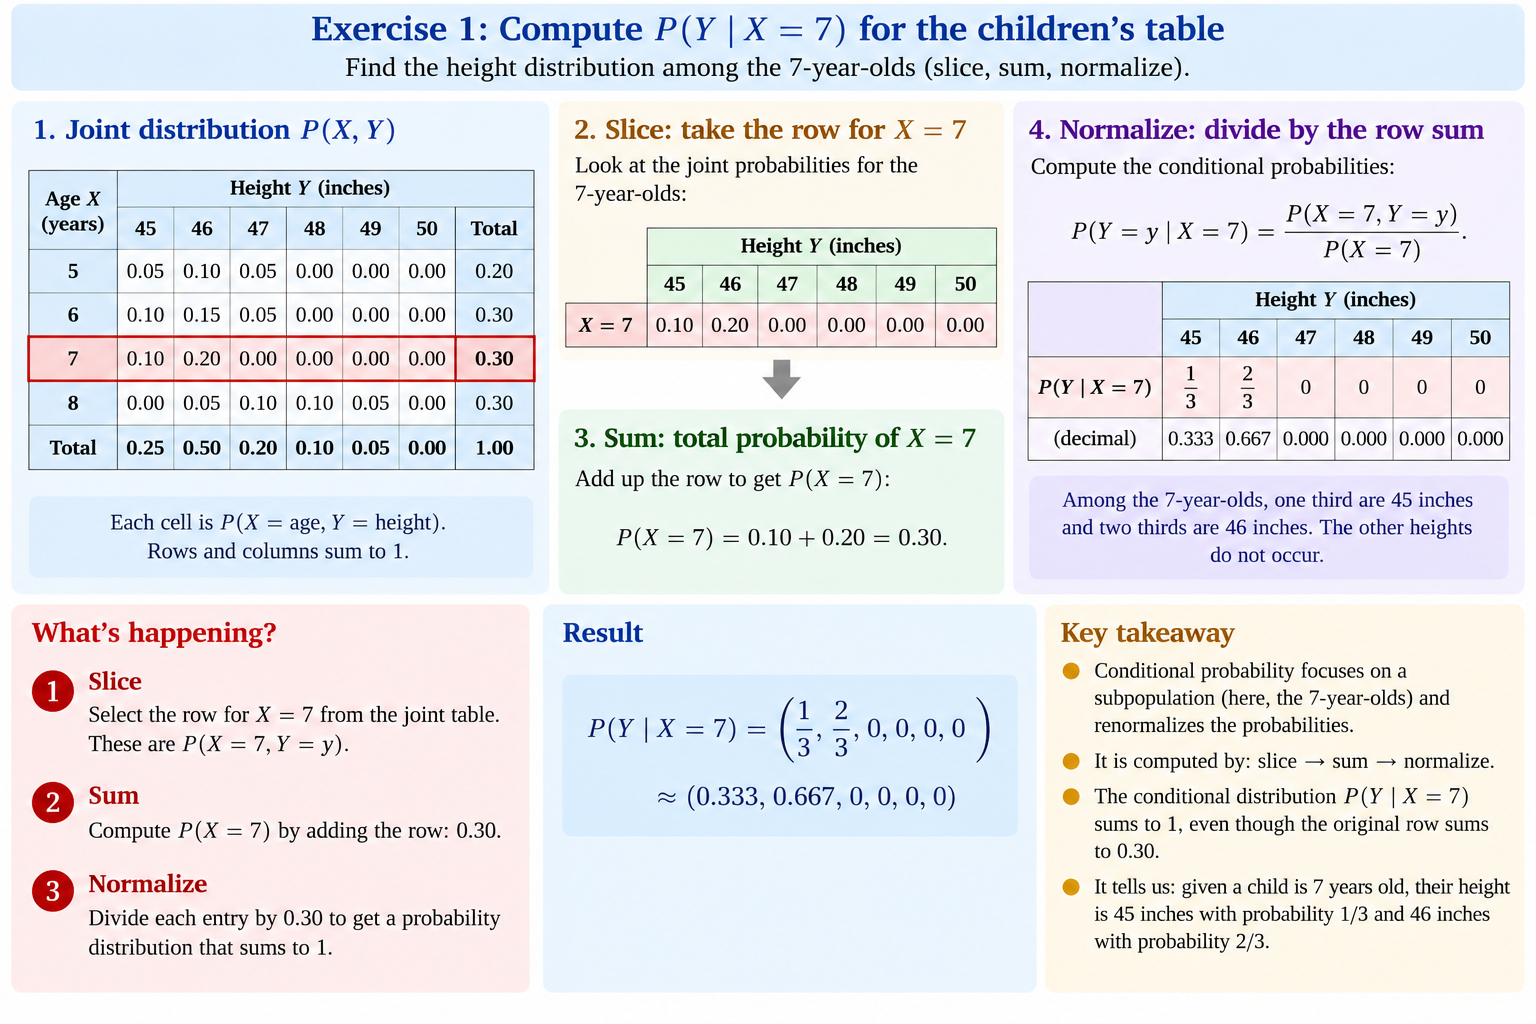 Exercise 1: Compute P(Y | X = 7) for the children's table
Find the height distribution among the 7-year-olds (slice, sum, normalize).
1. Joint distribution P(X, Y)
Age X (years) Height Y (inches)
45 46 47 48 49 50 Total
5 0.05 0.10 0.05 0.00 0.00 0.00 0.20
6 0.10 0.15 0.05 0.00 0.00 0.00 0.30
7 0.10 0.20 0.00 0.00 0.00 0.00 0.30
8 0.00 0.05 0.10 0.10 0.05 0.00 0.30
Total 0.25 0.50 0.20 0.10 0.05 0.00 1.00
Each cell is P(X = age, Y = height).
Rows and columns sum to 1.
2. Slice: take the row for X = 7
Look at the joint probabilities for the
7-year-olds:
Height Y (inches)
45 46 47 48 49 50
X = 7 0.10 0.20 0.00 0.00 0.00 0.00
3. Sum: total probability of X = 7
Add up the row to get P(X = 7):
P(X = 7) = 0.10 + 0.20 = 0.30.
4. Normalize: divide by the row sum
Compute the conditional probabilities:
P(Y = y | X = 7) = P(X = 7, Y = y) / P(X = 7).
Height Y (inches)
45 46 47 48 49 50
P(Y | X = 7) 1/3 2/3 0 0 0 0
(decimal) 0.333 0.667 0.000 0.000 0.000 0.000
Among the 7-year-olds, one third are 45 inches
and two thirds are 46 inches. The other heights
do not occur.
What's happening?
1 Slice
Select the row for X = 7 from the joint table.
These are P(X = 7, Y = y).
2 Sum
Compute P(X = 7) by adding the row: 0.30.
3 Normalize
Divide each entry by 0.30 to get a probability
distribution that sums to 1.
Result
P(Y | X = 7) = (1/3, 2/3, 0, 0, 0, 0)
≈ (0.333, 0.667, 0, 0, 0, 0)
Key takeaway
Conditional probability focuses on a
subpopulation (here, the 7-year-olds) and
renormalizes the probabilities.
It is computed by: slice → sum → normalize.
The conditional distribution P(Y | X = 7)
sums to 1, even though the original row sums
to 0.30.
It tells us: given a child is 7 years old, their height
is 45 inches with probability 1/3 and 46 inches
with probability 2/3.